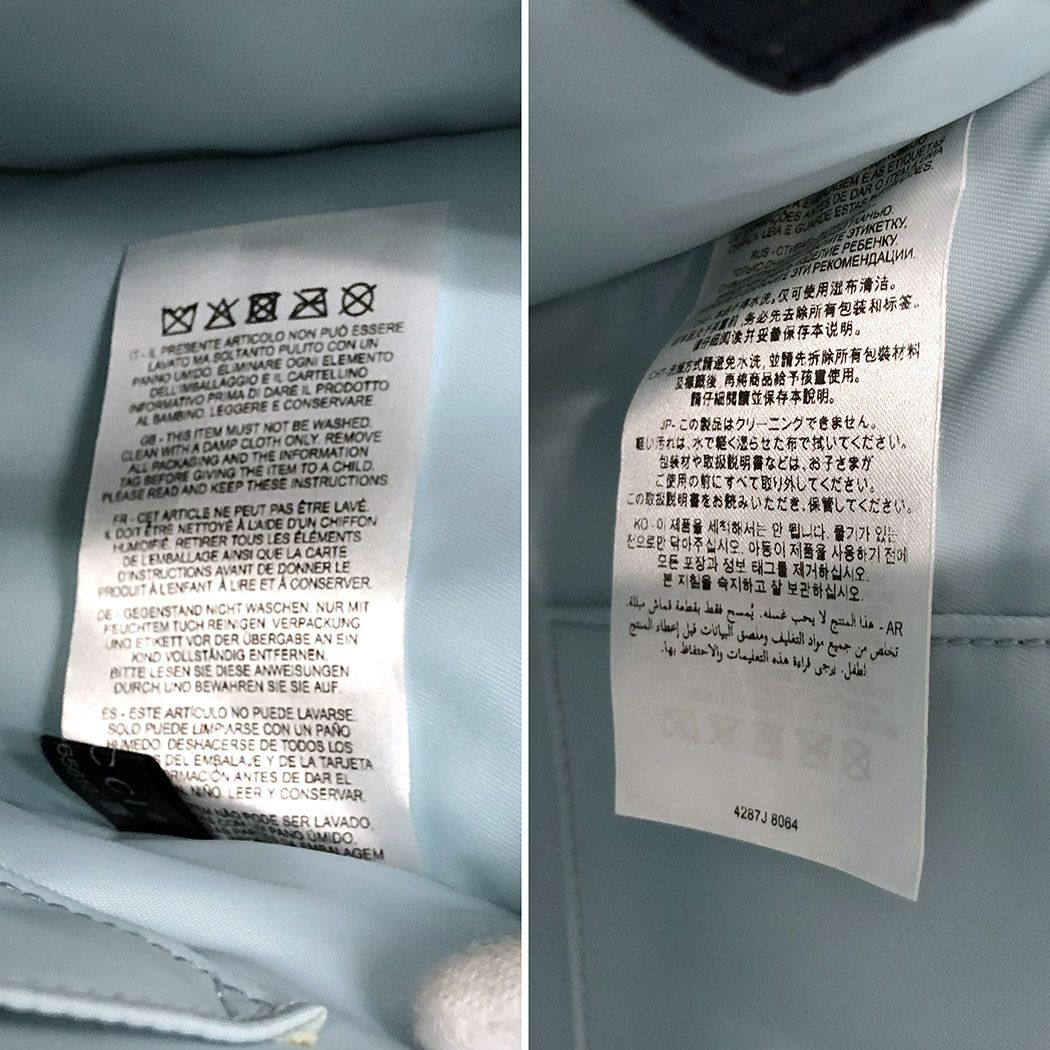 IT - IL PRESENTE ARTICOLO NON PUÒ ESSERE
LAVATO MA SOLTANTO PULITO CON UN
PANNO UMIDO. ELIMINARE OGNI ELEMENTO
DELL'IMBALLAGGIO E IL CARTELLINO
INFORMATIVO PRIMA DI DARE IL PRODOTTO
AL BAMBINO. LEGGERE E CONSERVARE
GB - THIS ITEM MUST NOT BE WASHED.
CLEAN WITH A DAMP CLOTH ONLY. REMOVE
ALL PACKAGING AND THE INFORMATION
TAG BEFORE GIVING THE ITEM TO A CHILD.
PLEASE READ AND KEEP THESE INSTRUCTIONS
FR - CET ARTICLE NE PEUT PAS ÊTRE LAVÉ.
IL DOIT ÊTRE NETTOYÉ À L'AIDE D'UN CHIFFON
HUMIDIFIÉ. RETIRER TOUS LES ÉLÉMENTS
DE L'EMBALLAGE AINSI QUE LA CARTE
D'INSTRUCTIONS AVANT DE DONNER LE
PRODUIT À L'ENFANT À LIRE ET À CONSERVER.
DE - GEGENSTAND NICHT WASCHEN. NUR MIT
FEUCHTEM TUCH REINIGEN. VERPACKUNG
UND ETIKETT VOR DER ÜBERGABE AN EIN
KIND VOLLSTÄNDIG ENTFERNEN.
BITTE LESEN SIE DIESE ANWEISUNGEN
DURCH UND BEWAHREN SIE SIE AUF.
ES - ESTE ARTÍCULO NO PUEDE LAVARSE.
SOLO PUEDE LIMPIARSE CON UN PAÑO
HÚMEDO. DESHACERSE DE TODOS LOS
DEL EMBALAJE Y DE LA TARJETA
ANTES DE DAR EL
NIÑO. LEER Y CONSERVAR.
NÃO PODE SER LAVADO.
COM PANO ÚMIDO.
EMBALAGEM
EMBALAGEM E AS ETIQUETAS
ANTES DE DAR O ITEM
LEIA E GUARDE ESTAS
RUS - 
ЭТИКЕТКУ,
РЕБЕНКУ.
ЭТИ РЕКОМЕНДАЦИИ.
水洗。仅可使用湿布清洁。
务必先去除所有包装和标签。
阅读并妥善保存本说明。
CHT-洗滌方式請避免水洗, 並請先拆除所有包裝材料
及標籤後, 再將商品給予孩童使用。
請仔細閱讀並保存本說明。
JP- この製品はクリーニングできません。
軽い汚れは、水で軽く湿らせた布で拭いてください。
包装材や取扱説明書などは、お子さまが
ご使用の前にすべて取り外してください。
この取扱説明書をお読みいただき、保管してください。
KO - 이 제품을 세척해서는 안 됩니다. 물기가 있는
천으로만 닦아주십시오. 아동이 제품을 사용하기 전에
모든 포장과 정보 태그를 제거하십시오.
본 지침을 숙지하고 잘 보관하십시오.
AR - هذا المنتج لا يجب غسله. يُمسح فقط بقطعة قماش مبللة.
تخلص من جميع مواد التغليف وملصق البيانات قبل إعطاء المنتج
لطفل. يرجى قراءة هذه التعليمات والاحتفاظ بها.
4287J 8064